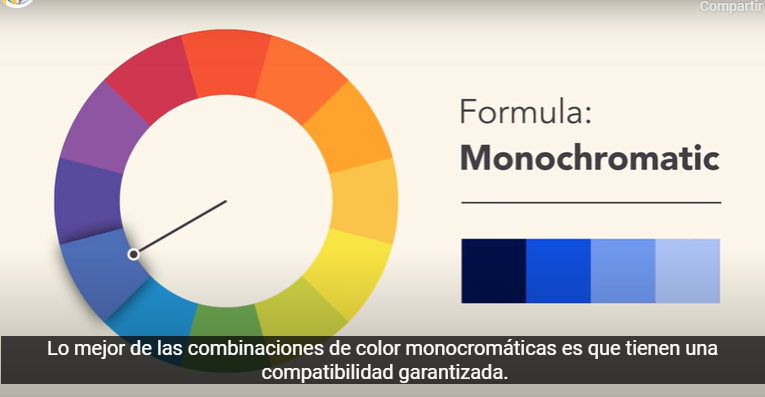 Compartir
Formula:
Monochromatic
Lo mejor de las combinaciones de color monocromáticas es que tienen una
compatibilidad garantizada.